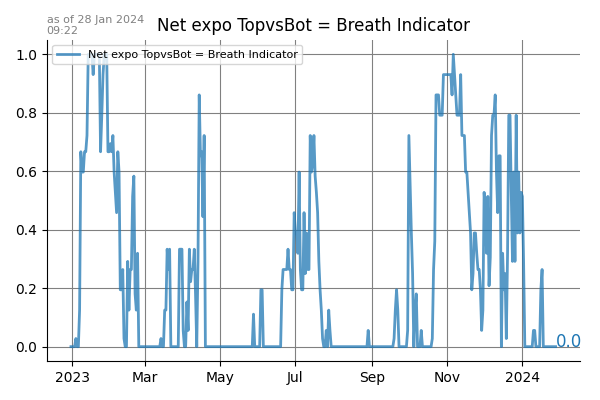 as of 28 Jan 2024
09:22
Net expo TopvsBot = Breath Indicator
Net expo TopvsBot = Breath Indicator
1.0
0.8
0.6
0.4
0.2
0.0
0.0
2023
Mar
May
Jul
Sep
Nov
2024